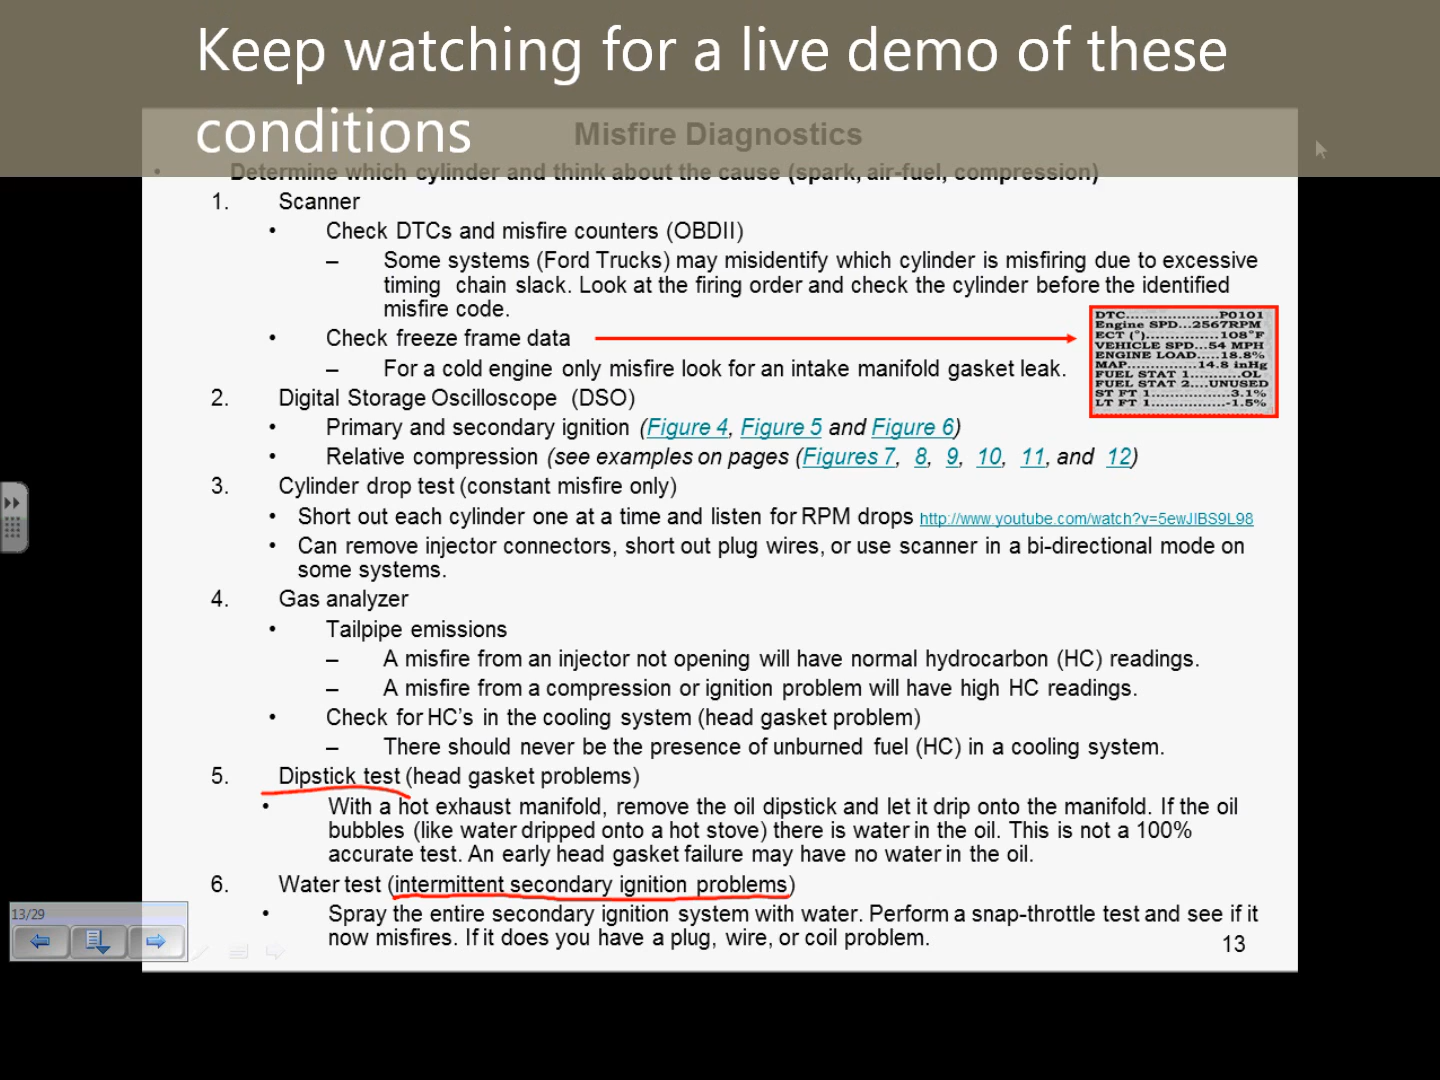 Keep watching for a live demo of these
conditions
Misfire Diagnostics
• Determine which cylinder and think about the cause (spark, air-fuel, compression)
1. Scanner
• Check DTCs and misfire counters (OBDII)
– Some systems (Ford Trucks) may misidentify which cylinder is misfiring due to excessive
timing chain slack. Look at the firing order and check the cylinder before the identified
misfire code.
• Check freeze frame data
DTC....................P0101
Engine SPD...2567RPM
ECT (°)...............108°F
VEHICLE SPD...54 MPH
ENGINE LOAD.....18.8%
MAP................14.8 inHg
FUEL STAT 1..........OL
FUEL STAT 2....UNUSED
ST FT 1................3.1%
LT FT 1...............-1.5%
– For a cold engine only misfire look for an intake manifold gasket leak.
2. Digital Storage Oscilloscope (DSO)
• Primary and secondary ignition (Figure 4, Figure 5 and Figure 6)
• Relative compression (see examples on pages (Figures 7, 8, 9, 10, 11, and 12)
3. Cylinder drop test (constant misfire only)
• Short out each cylinder one at a time and listen for RPM drops http://www.youtube.com/watch?v=5ewJIBS9L98
• Can remove injector connectors, short out plug wires, or use scanner in a bi-directional mode on
some systems.
4. Gas analyzer
• Tailpipe emissions
– A misfire from an injector not opening will have normal hydrocarbon (HC) readings.
– A misfire from a compression or ignition problem will have high HC readings.
• Check for HC's in the cooling system (head gasket problem)
– There should never be the presence of unburned fuel (HC) in a cooling system.
5. Dipstick test (head gasket problems)
• With a hot exhaust manifold, remove the oil dipstick and let it drip onto the manifold. If the oil
bubbles (like water dripped onto a hot stove) there is water in the oil. This is not a 100%
accurate test. An early head gasket failure may have no water in the oil.
6. Water test (intermittent secondary ignition problems)
• Spray the entire secondary ignition system with water. Perform a snap-throttle test and see if it
now misfires. If it does you have a plug, wire, or coil problem.
13/29
13